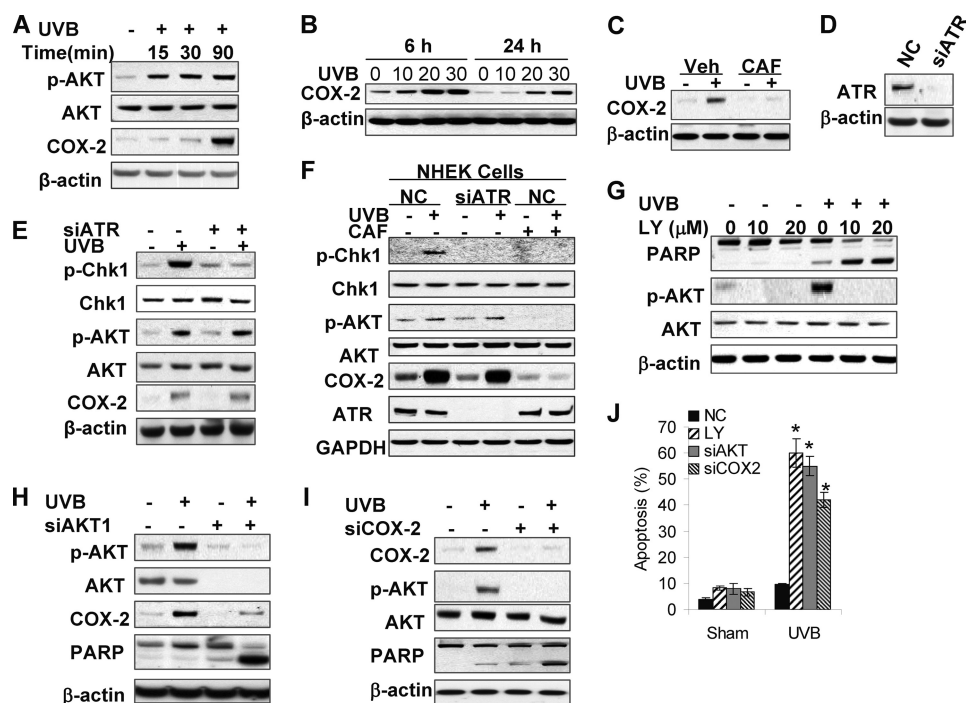 A
UVB - + + +
Time(min) 15 30 90
p-AKT
AKT
COX-2
β-actin
B
6 h 24 h
UVB 0 10 20 30 0 10 20 30
COX-2
β-actin
C
Veh CAF
UVB - + - +
COX-2
β-actin
D
NC siATR
ATR
β-actin
E
siATR - - + +
UVB - + - +
p-Chk1
Chk1
p-AKT
AKT
COX-2
β-actin
F
NHEK Cells
NC siATR NC
UVB - + - + - +
CAF - - - - + +
p-Chk1
Chk1
p-AKT
AKT
COX-2
ATR
GAPDH
G
UVB - - - + + +
LY (μM) 0 10 20 0 10 20
PARP
p-AKT
AKT
β-actin
H
UVB - + - +
siAKT1 - - + +
p-AKT
AKT
COX-2
PARP
β-actin
I
UVB - + - +
siCOX-2 - - + +
COX-2
p-AKT
AKT
PARP
β-actin
J
NC
LY
siAKT
siCOX2
Apoptosis (%)
70
60
50
40
30
20
10
0
* * *
Sham UVB